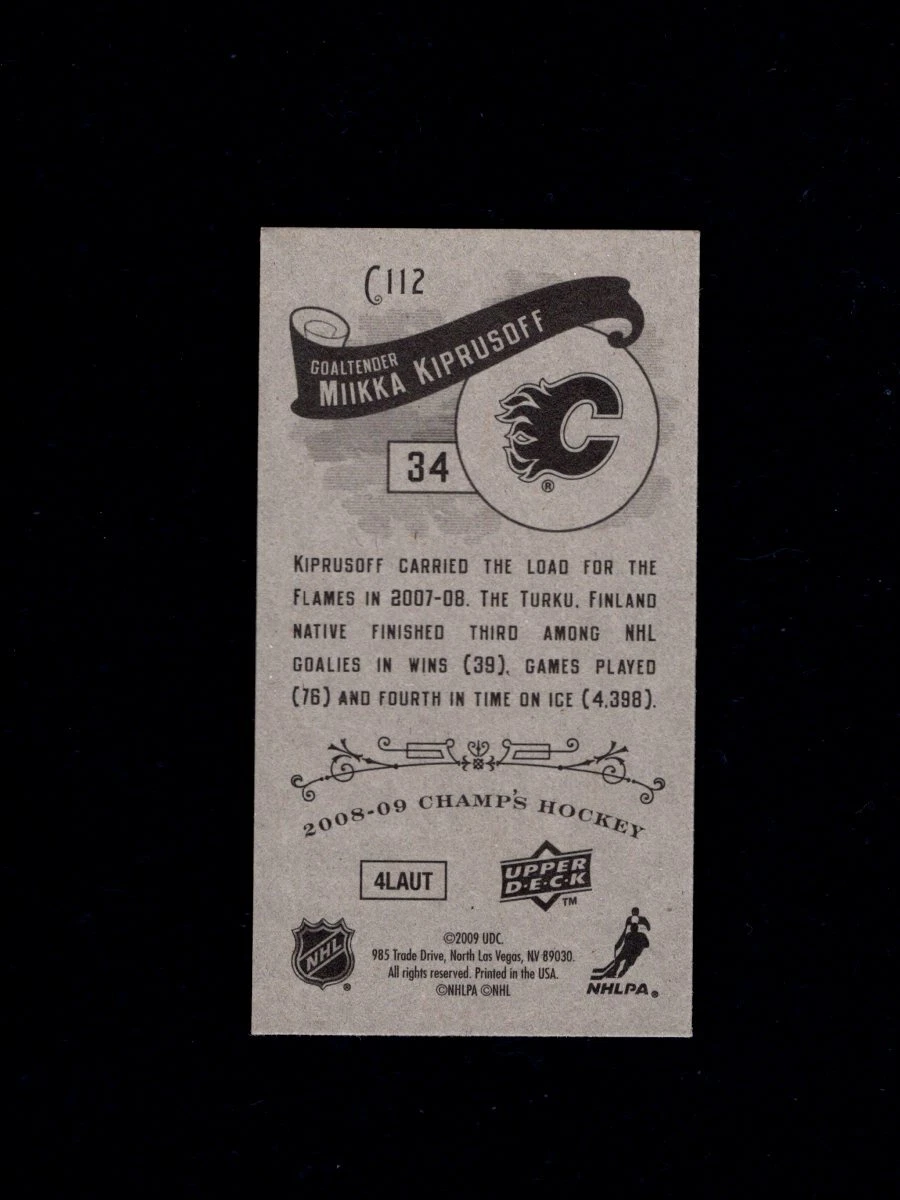 C112
GOALTENDER
MIIKKA KIPRUSOFF
C
®
34
KIPRUSOFF CARRIED THE LOAD FOR THE
FLAMES IN 2007-08. THE TURKU, FINLAND
NATIVE FINISHED THIRD AMONG NHL
GOALIES IN WINS (39), GAMES PLAYED
(76) AND FOURTH IN TIME ON ICE (4,398).
2008-09 CHAMP'S HOCKEY
4LAUT
UPPER
D·E·C·K
TM
NHL
®
©2009 UDC.
985 Trade Drive, North Las Vegas, NV 89030.
All rights reserved. Printed in the USA.
©NHLPA ©NHL
NHLPA®